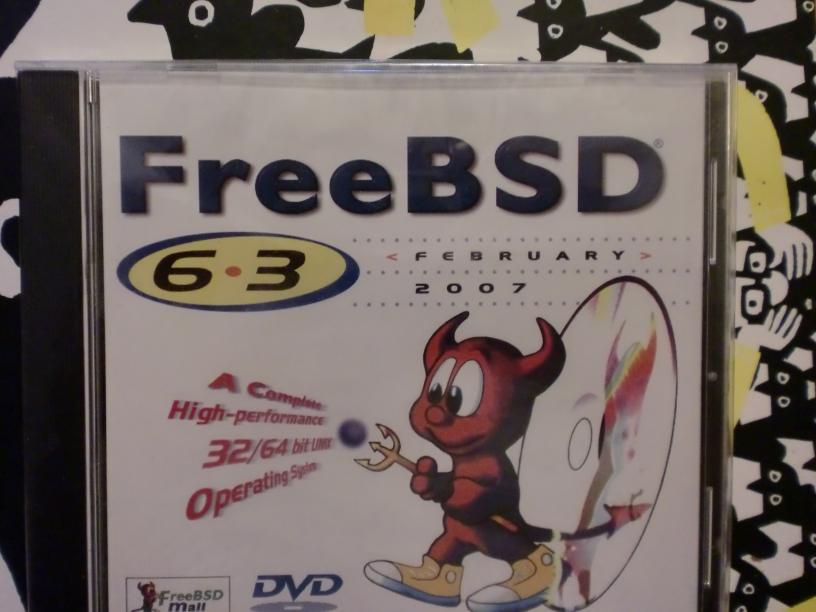 FreeBSD®
6.3
< FEBRUARY >
2007
A Complete
High-performance
32/64 bit UNIX
Operating System
FreeBSD
mall
DVD